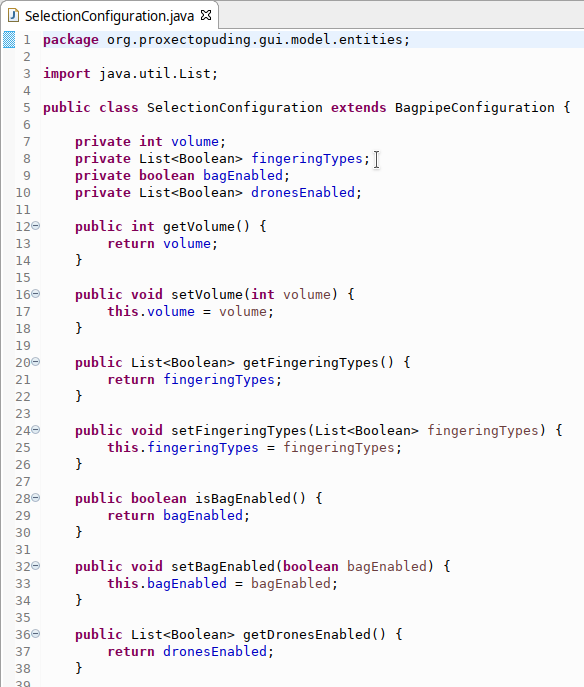 SelectionConfiguration.java
1 package org.proxectopuding.gui.model.entities;
2
3 import java.util.List;
4
5 public class SelectionConfiguration extends BagpipeConfiguration {
6
7     private int volume;
8     private List<Boolean> fingeringTypes;
9     private boolean bagEnabled;
10     private List<Boolean> dronesEnabled;
11
12     public int getVolume() {
13         return volume;
14     }
15
16     public void setVolume(int volume) {
17         this.volume = volume;
18     }
19
20     public List<Boolean> getFingeringTypes() {
21         return fingeringTypes;
22     }
23
24     public void setFingeringTypes(List<Boolean> fingeringTypes) {
25         this.fingeringTypes = fingeringTypes;
26     }
27
28     public boolean isBagEnabled() {
29         return bagEnabled;
30     }
31
32     public void setBagEnabled(boolean bagEnabled) {
33         this.bagEnabled = bagEnabled;
34     }
35
36     public List<Boolean> getDronesEnabled() {
37         return dronesEnabled;
38     }
39